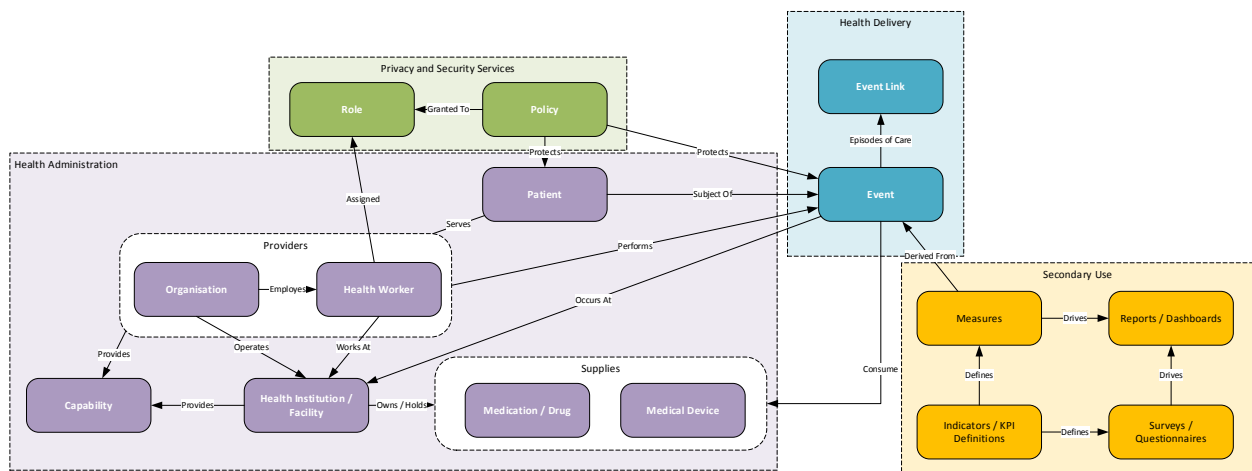 Health Delivery
Event Link
Privacy and Security Services
Role
Granted To
Policy
Episodes of Care
Protects
Protects
Health Administration
Patient
Subject Of
Event
Assigned
Serves
Providers
Performs
Derived From
Secondary Use
Organisation
Employes
Health Worker
Occurs At
Measures
Drives
Reports / Dashboards
Provides
Operates
Works At
Supplies
Consume
Defines
Drives
Capability
Provides
Health Institution /
Facility
Owns / Holds
Medication / Drug
Medical Device
Indicators / KPI
Definitions
Defines
Surveys /
Questionnaires